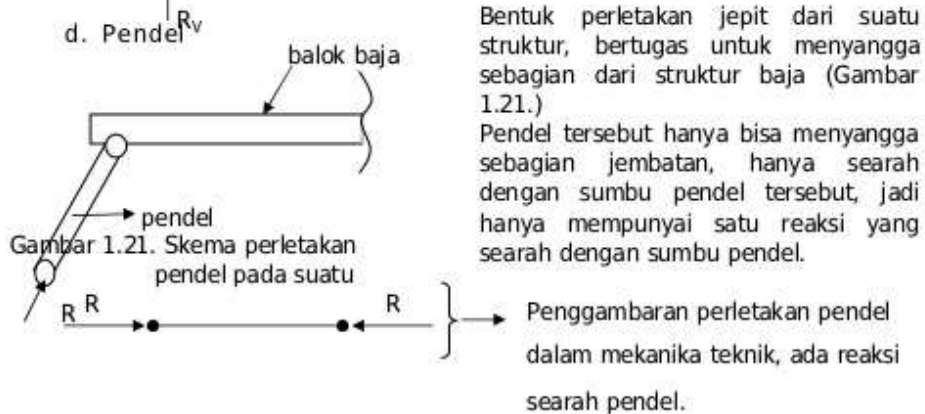 R_V
d. Pendel
balok baja
pendel
Gambar 1.21. Skema perletakan
pendel pada suatu
Bentuk perletakan jepit dari suatu
struktur, bertugas untuk menyangga
sebagian dari struktur baja (Gambar
1.21.)
Pendel tersebut hanya bisa menyangga
sebagian jembatan, hanya searah
dengan sumbu pendel tersebut, jadi
hanya mempunyai satu reaksi yang
searah dengan sumbu pendel.
R R
R
Penggambaran perletakan pendel
dalam mekanika teknik, ada reaksi
searah pendel.